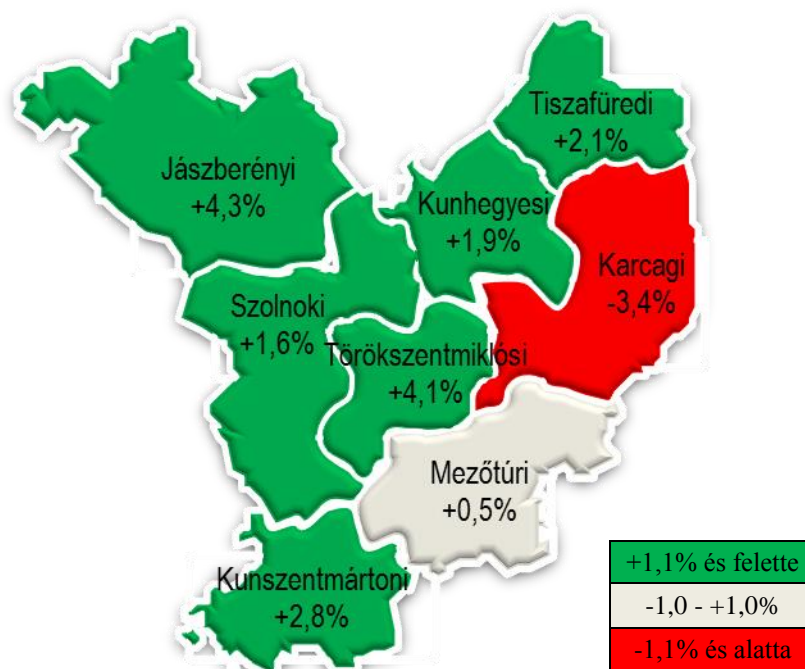 Tiszafüredi
+2,1%
Jászberényi
+4,3%
Kunhegyesi
+1,9%
Karcagi
-3,4%
Szolnoki
+1,6%
Törökszentmiklósi
+4,1%
Mezőtúri
+0,5%
Kunszentmártoni
+2,8%
+1,1% és felette
-1,0 - +1,0%
-1,1% és alatta